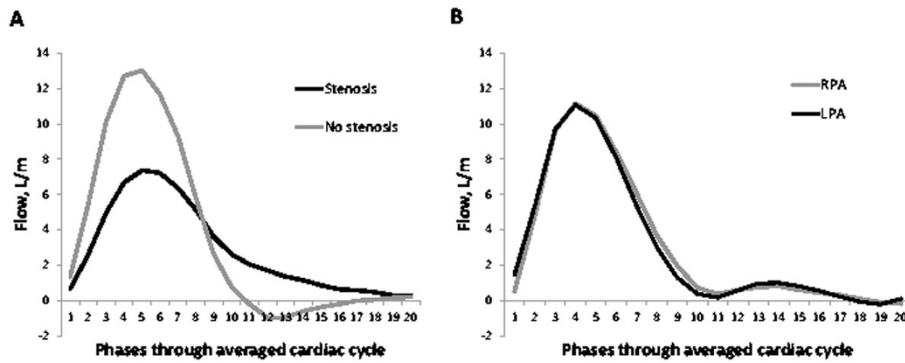 A
Flow, L/m
14
12
10
8
6
4
2
0
-2
Stenosis
No stenosis
1 2 3 4 5 6 7 8 9 10 11 12 13 14 15 16 17 18 19 20
Phases through averaged cardiac cycle
B
Flow, L/m
14
12
10
8
6
4
2
0
-2
RPA
LPA
1 2 3 4 5 6 7 8 9 10 11 12 13 14 15 16 17 18 19 20
Phases through averaged cardiac cycle